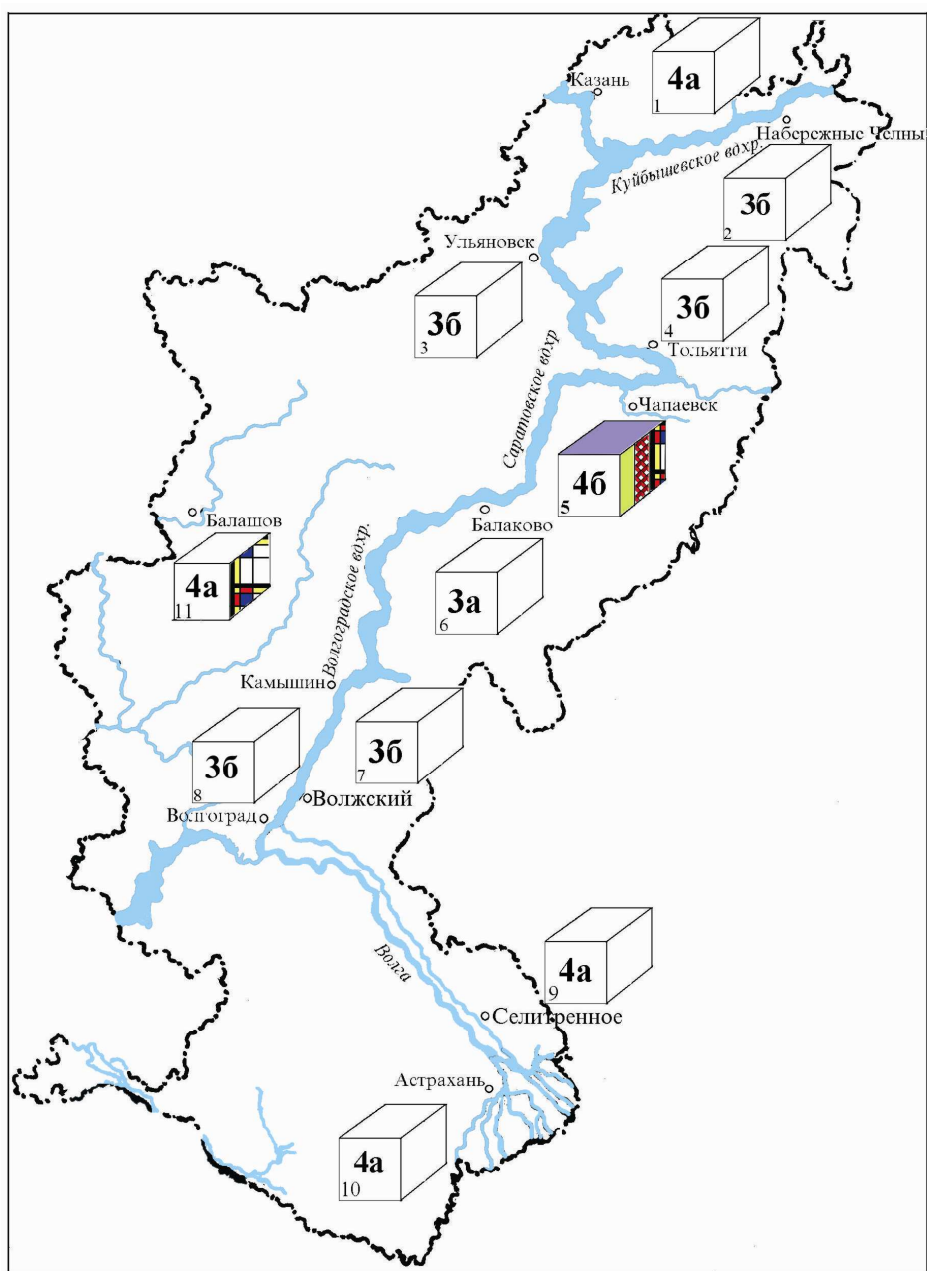 4а
1
Казань
Набережные Челны
Куйбышевское вдхр.
3б
2
Ульяновск
3б
3
3б
4
Тольятти
Саратовское вдхр
Чапаевск
4б
5
Балаково
Балашов
4а
11
Волгоградское вдхр.
3а
6
Камышин
3б
7
3б
8
Волжский
Волгоград
Волга
4а
9
Селитренное
Астрахань
4а
10